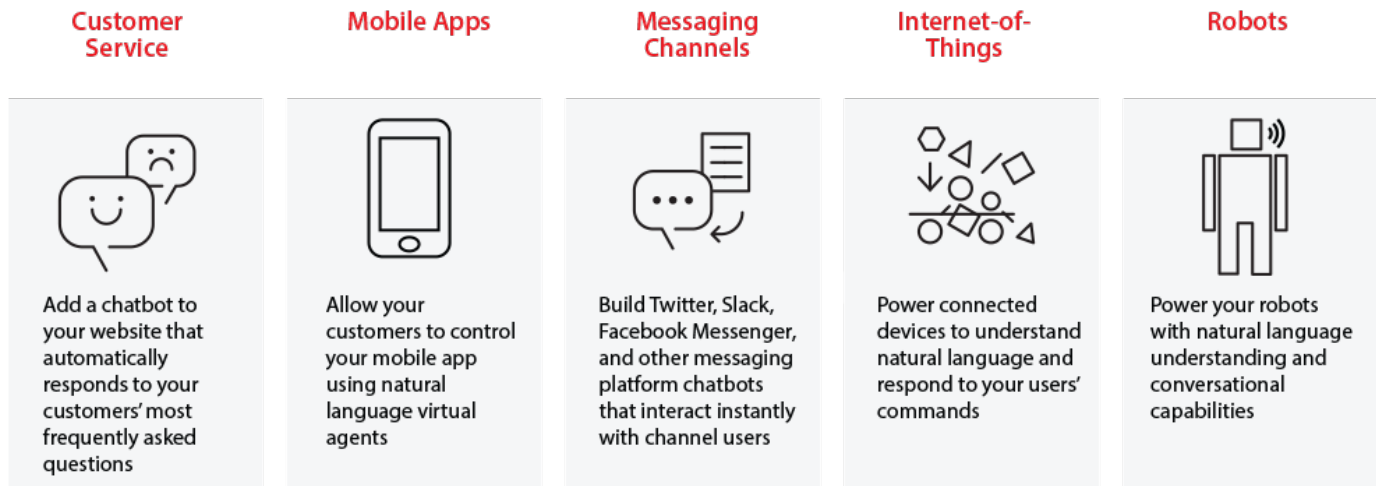 Customer
Service
Mobile Apps
Messaging
Channels
Internet-of-
Things
Robots
Add a chatbot to
your website that
automatically
responds to your
customers’ most
frequently asked
questions
Allow your
customers to control
your mobile app
using natural
language virtual
agents
Build Twitter, Slack,
Facebook Messenger,
and other messaging
platform chatbots
that interact instantly
with channel users
Power connected
devices to understand
natural language and
respond to your users’
commands
Power your robots
with natural language
understanding and
conversational
capabilities